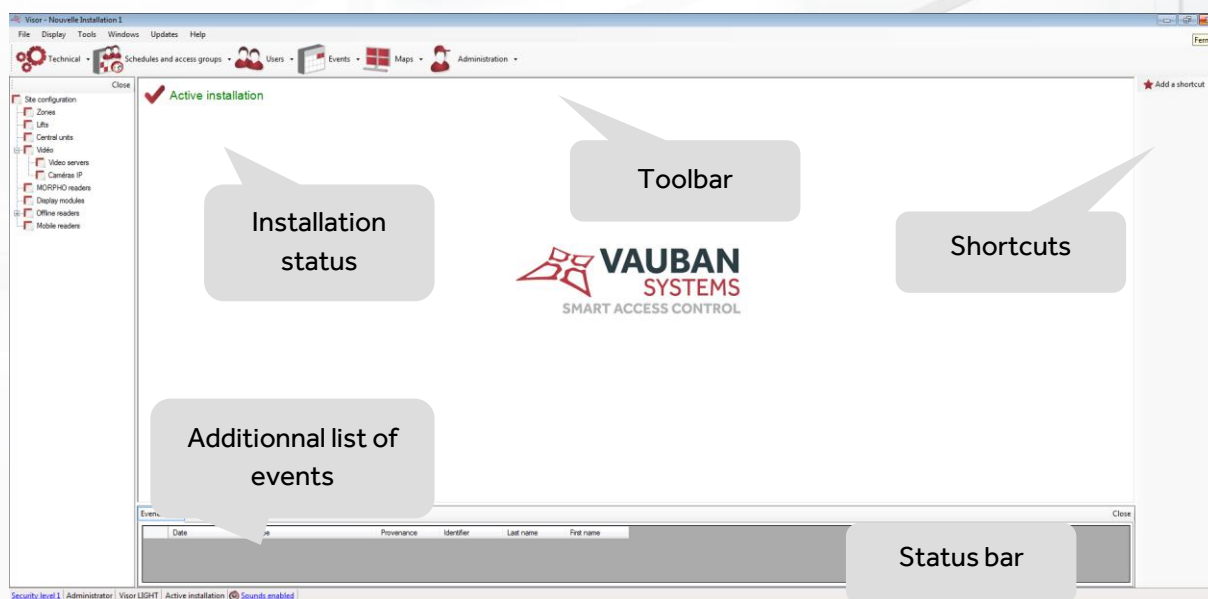 Visor - Nouvelle Installation 1
File Display Tools Windows Updates Help
Ferm
Technical Schedules and access groups Users Events Maps Administration
Close
Add a shortcut
Active installation
Site configuration
Zones
Lifts
Central units
Vidéo
Video servers
Caméras IP
MORPHO readers
Display modules
Offline readers
Mobile readers
Toolbar
Installation
status
Shortcuts
VAUBAN
SYSTEMS
SMART ACCESS CONTROL
Additionnal list of
events
Close
Date Provenance Identifier Last name First name
Status bar
Security level 1 Administrator Visor LIGHT Active installation Sounds enabled